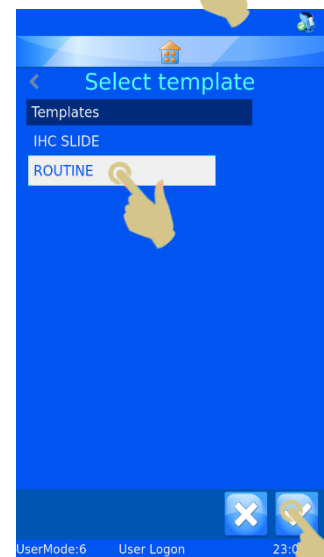 Select template
Templates
IHC SLIDE
ROUTINE
UserMode:6 User Logon